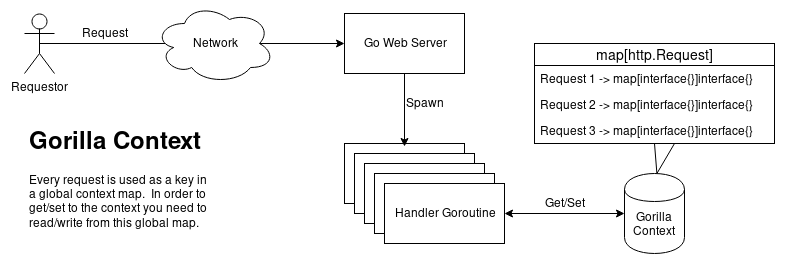 Request
Network
Go Web Server
Requestor
map[http.Request]
Request 1 -> map[interface{}]interface{}
Request 2 -> map[interface{}]interface{}
Request 3 -> map[interface{}]interface{}
Spawn
Gorilla Context
Every request is used as a key in
a global context map.  In order to
get/set to the context you need to
read/write from this global map.
Handler Goroutine
Get/Set
Gorilla
Context